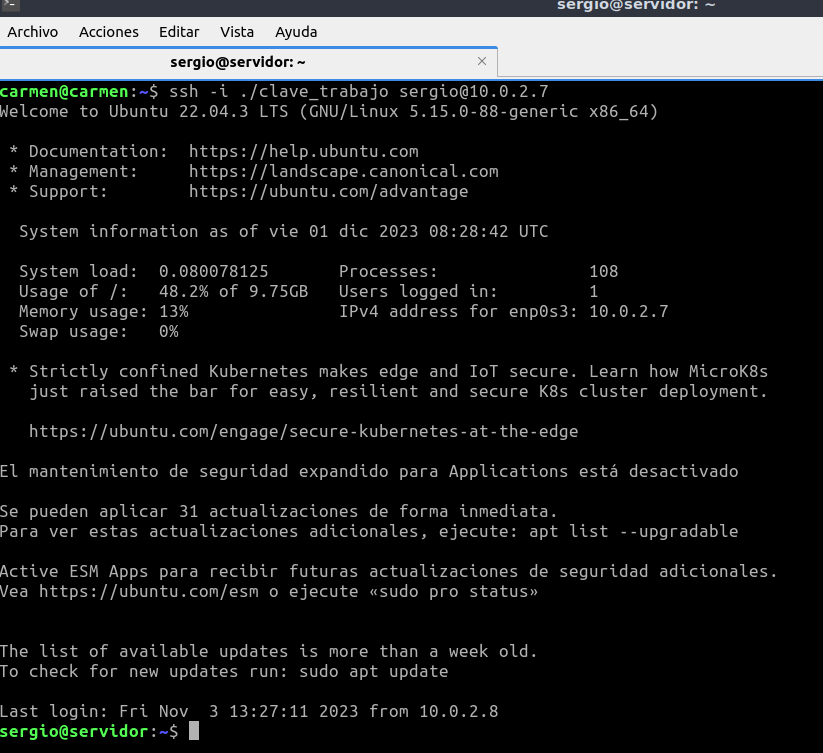 sergio@servidor: ~
Archivo Acciones Editar Vista Ayuda
sergio@servidor: ~ ×
carmen@carmen:~$ ssh -i ./clave_trabajo sergio@10.0.2.7
Welcome to Ubuntu 22.04.3 LTS (GNU/Linux 5.15.0-88-generic x86_64)
* Documentation: https://help.ubuntu.com
* Management: https://landscape.canonical.com
* Support: https://ubuntu.com/advantage
System information as of vie 01 dic 2023 08:28:42 UTC
System load: 0.080078125 Processes: 108
Usage of /: 48.2% of 9.75GB Users logged in: 1
Memory usage: 13% IPv4 address for enp0s3: 10.0.2.7
Swap usage: 0%
* Strictly confined Kubernetes makes edge and IoT secure. Learn how MicroK8s
just raised the bar for easy, resilient and secure K8s cluster deployment.
https://ubuntu.com/engage/secure-kubernetes-at-the-edge
El mantenimiento de seguridad expandido para Applications está desactivado
Se pueden aplicar 31 actualizaciones de forma inmediata.
Para ver estas actualizaciones adicionales, ejecute: apt list --upgradable
Active ESM Apps para recibir futuras actualizaciones de seguridad adicionales.
Vea https://ubuntu.com/esm o ejecute «sudo pro status»
The list of available updates is more than a week old.
To check for new updates run: sudo apt update
Last login: Fri Nov  3 13:27:11 2023 from 10.0.2.8
sergio@servidor:~$